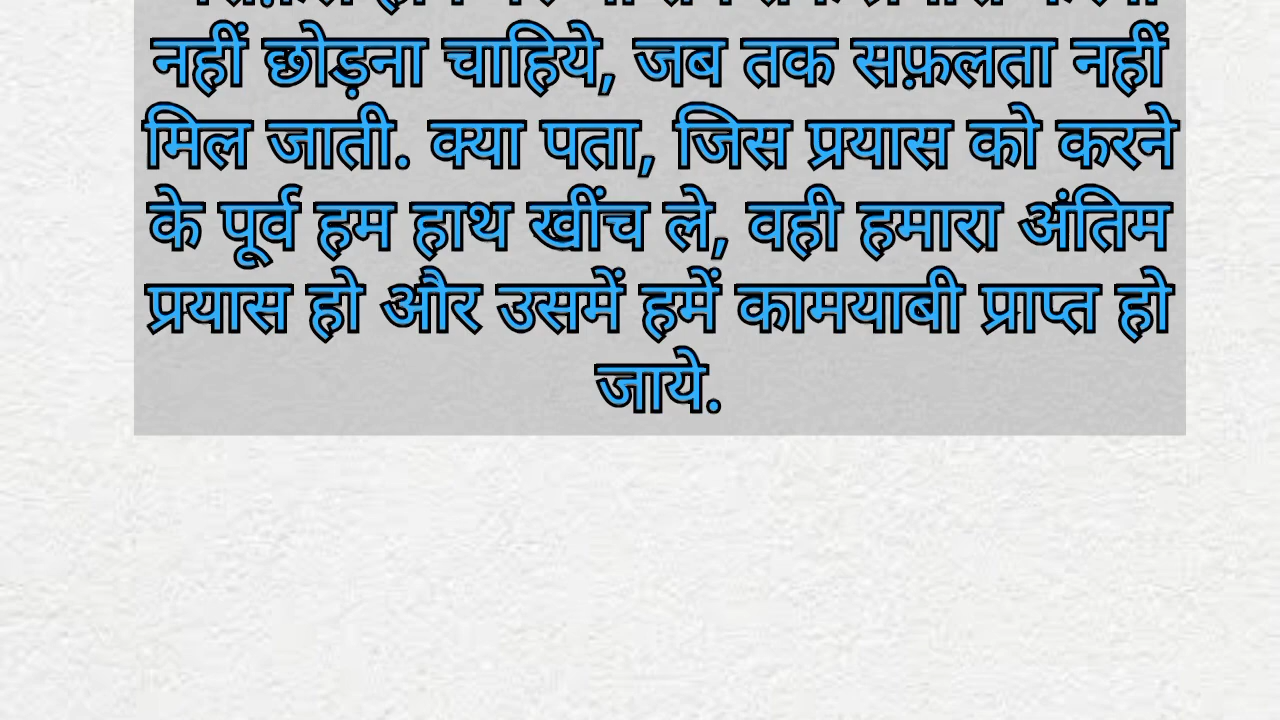 नहीं छोड़ना चाहिये, जब तक सफ़लता नहीं
मिल जाती. क्या पता, जिस प्रयास को करने
के पूर्व हम हाथ खींच ले, वही हमारा अंतिम
प्रयास हो और उसमें हमें कामयाबी प्राप्त हो
जाये.